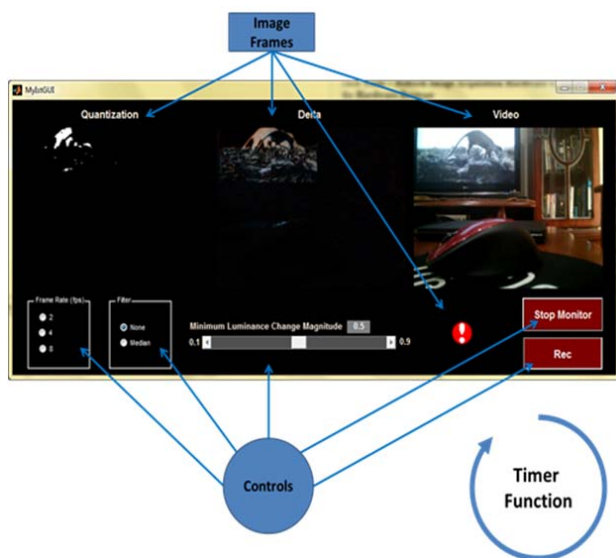 Image
Frames
MyIstGUI
Quantization
Delta
Video
Frame Rate (fps)
2
4
8
Filter
None
Median
Minimum Luminance Change Magnitude 0.5
0.1
0.9
Stop Monitor
Rec
Controls
Timer
Function